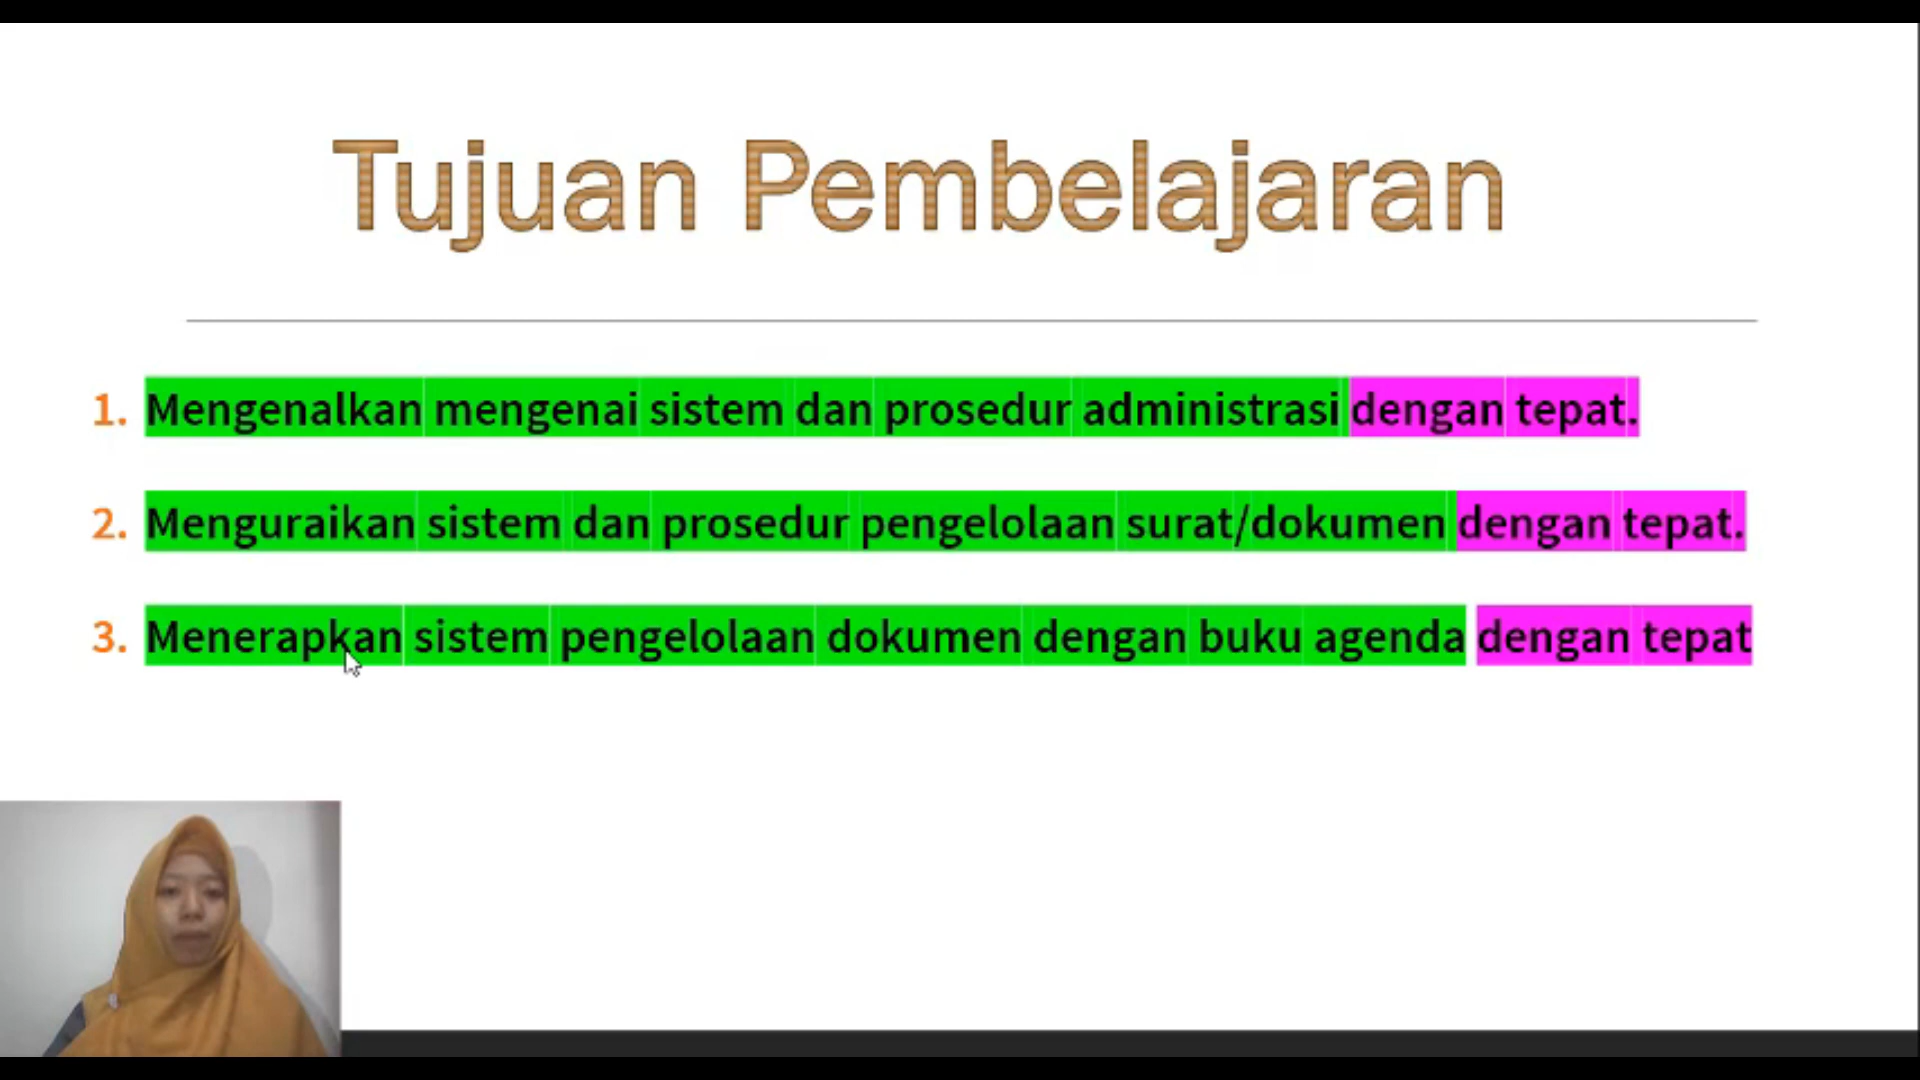 Tujuan Pembelajaran
1. Mengenalkan mengenai sistem dan prosedur administrasi dengan tepat.
2. Menguraikan sistem dan prosedur pengelolaan surat/dokumen dengan tepat.
3. Menerapkan sistem pengelolaan dokumen dengan buku agenda dengan tepat